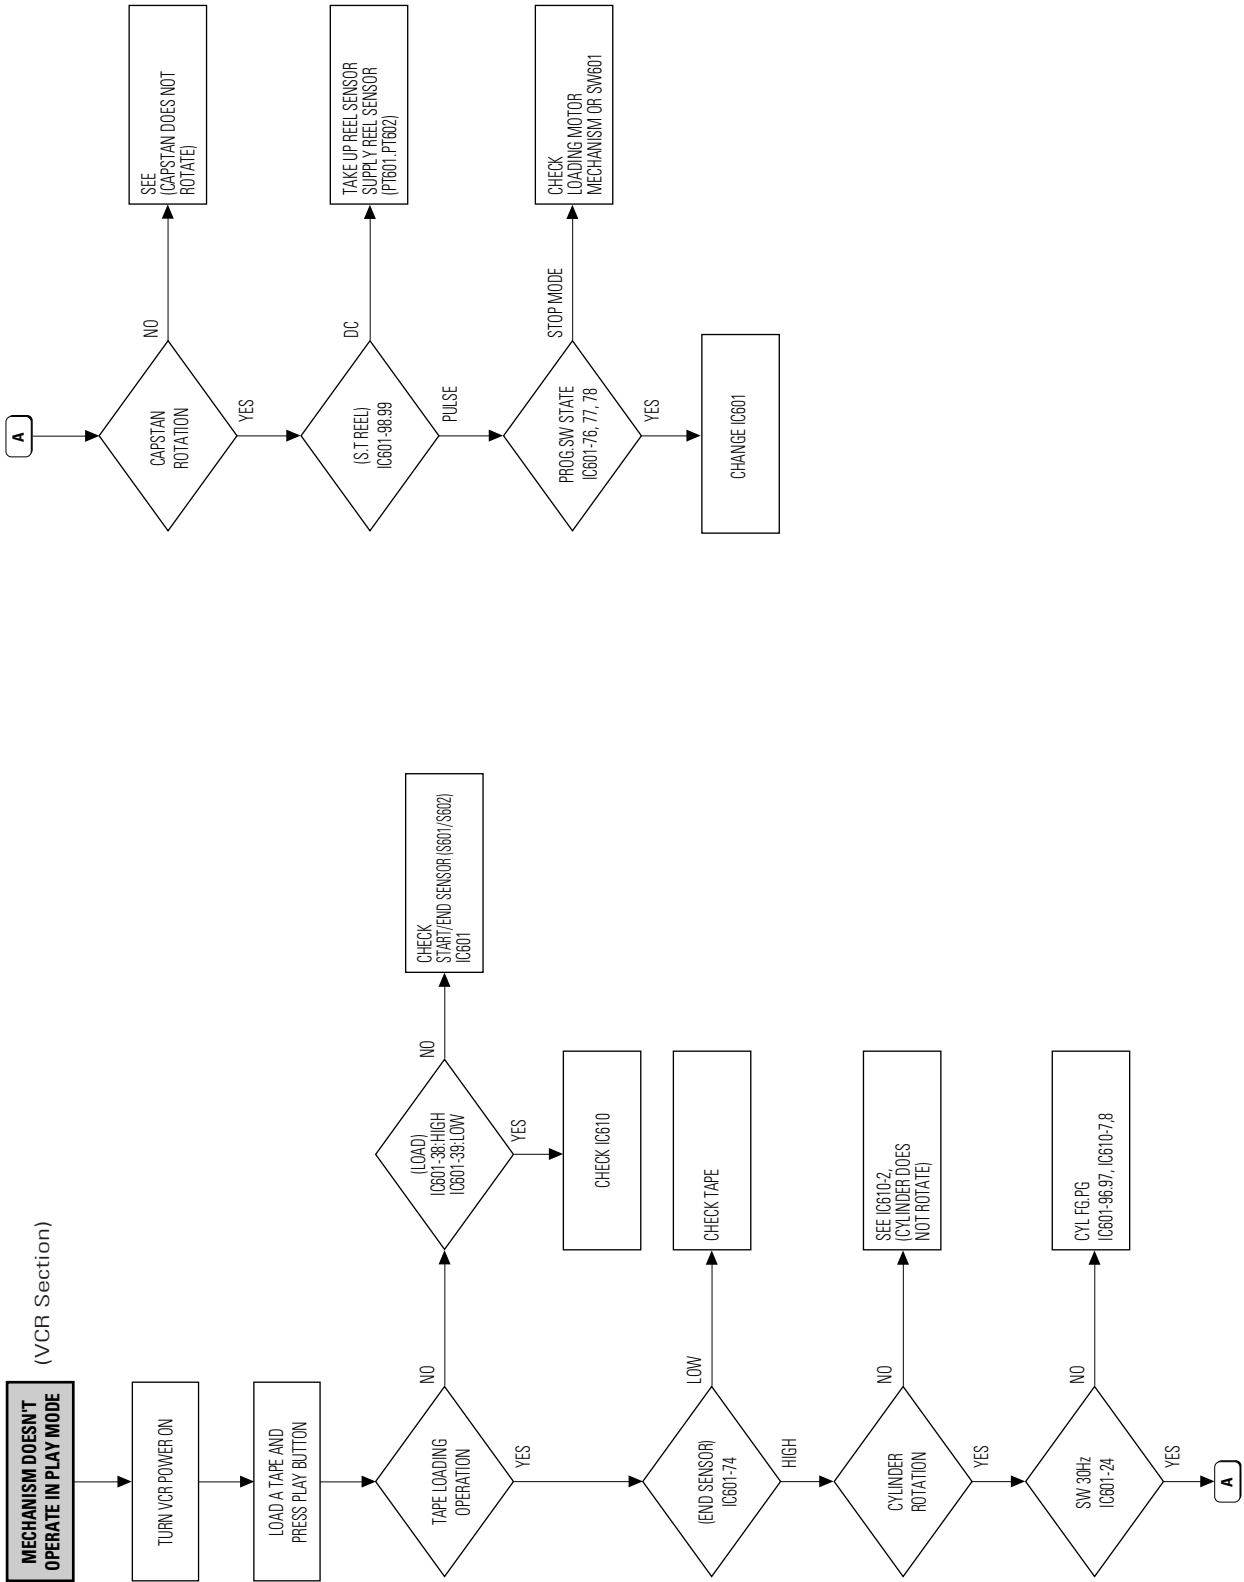 MECHANISM DOESN'T
OPERATE IN PLAY MODE
(VCR Section)
TURN VCR POWER ON
LOAD A TAPE AND
PRESS PLAY BUTTON
TAPE LOADING
OPERATION
NO
YES
(LOAD)
IC601-38:HIGH
IC601-39:LOW
NO
YES
CHECK
START/END SENSOR (S601/S602)
IC601
CHECK IC610
(END SENSOR)
IC601-74
LOW
HIGH
CHECK TAPE
CYLINDER
ROTATION
NO
YES
SEE IC610-2,
(CYLINDER DOES
NOT ROTATE)
SW 30Hz
IC601-24
NO
YES
CYL FG.PG
IC601-96.97, IC610-7,8
A
A
CAPSTAN
ROTATION
NO
YES
SEE
(CAPSTAN DOES NOT
ROTATE)
(S.T REEL)
IC601-98.99
DC
PULSE
TAKE UP REEL SENSOR
SUPPLY REEL SENSOR
(PT601.PT602)
PROG.SW STATE
IC601-76, 77, 78
STOP MODE
YES
CHECK
LOADING MOTOR
MECHANISM OR SW601
CHANGE IC601